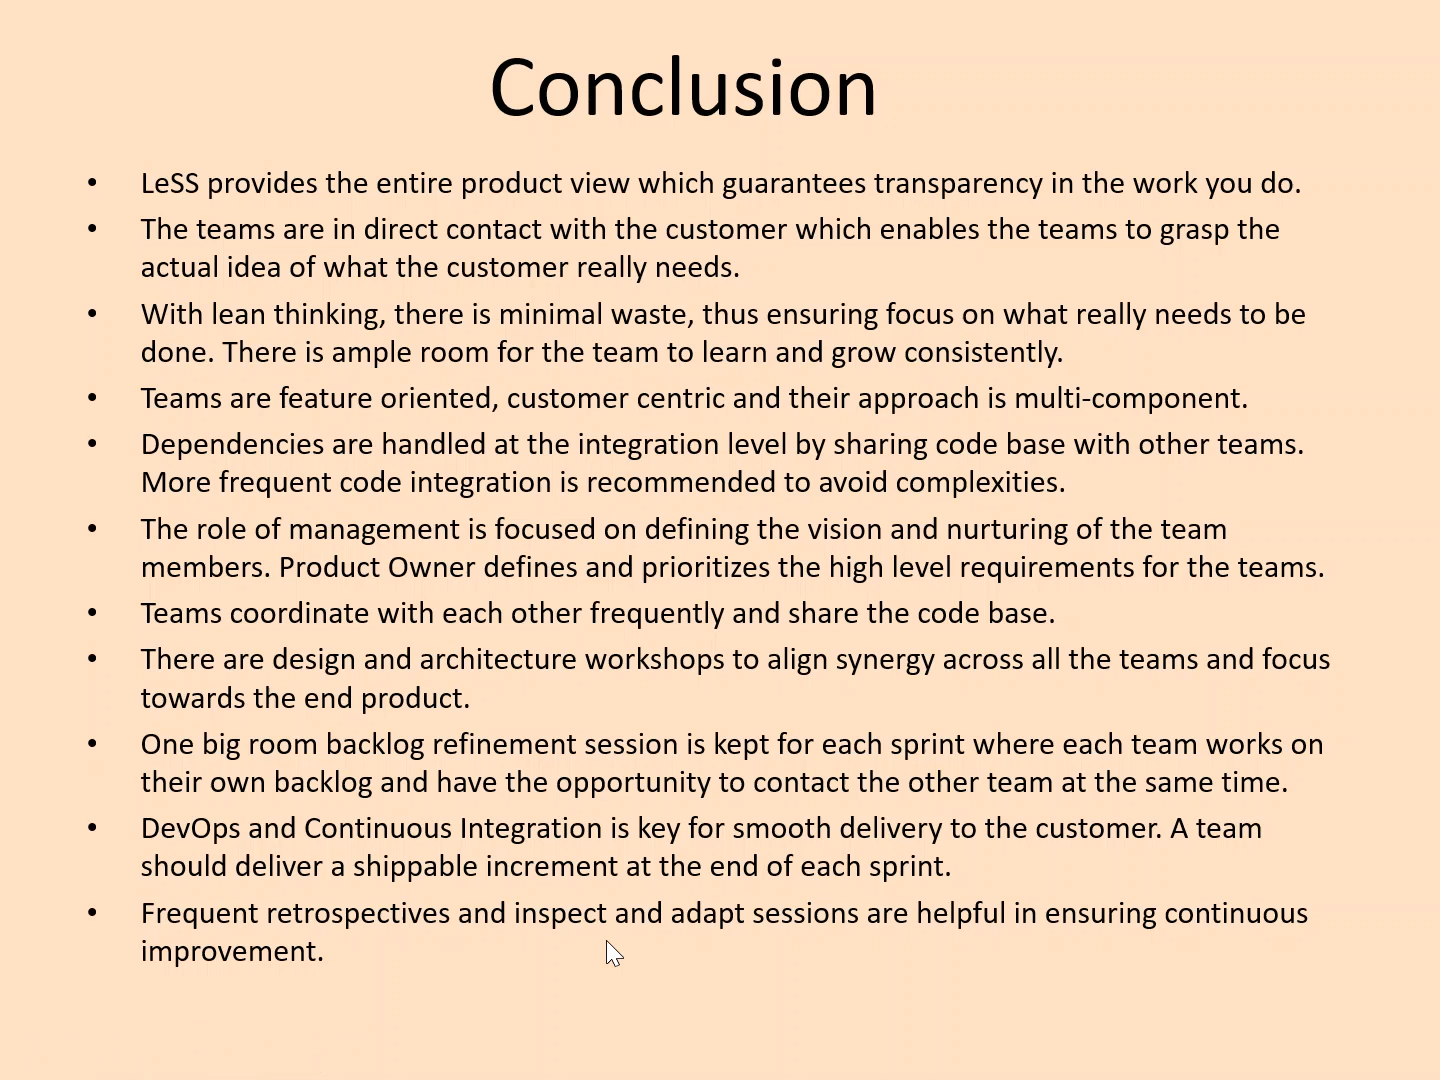 Conclusion
• LeSS provides the entire product view which guarantees transparency in the work you do.
• The teams are in direct contact with the customer which enables the teams to grasp the
actual idea of what the customer really needs.
• With lean thinking, there is minimal waste, thus ensuring focus on what really needs to be
done. There is ample room for the team to learn and grow consistently.
• Teams are feature oriented, customer centric and their approach is multi-component.
• Dependencies are handled at the integration level by sharing code base with other teams.
More frequent code integration is recommended to avoid complexities.
• The role of management is focused on defining the vision and nurturing of the team
members. Product Owner defines and prioritizes the high level requirements for the teams.
• Teams coordinate with each other frequently and share the code base.
• There are design and architecture workshops to align synergy across all the teams and focus
towards the end product.
• One big room backlog refinement session is kept for each sprint where each team works on
their own backlog and have the opportunity to contact the other team at the same time.
• DevOps and Continuous Integration is key for smooth delivery to the customer. A team
should deliver a shippable increment at the end of each sprint.
• Frequent retrospectives and inspect and adapt sessions are helpful in ensuring continuous
improvement.